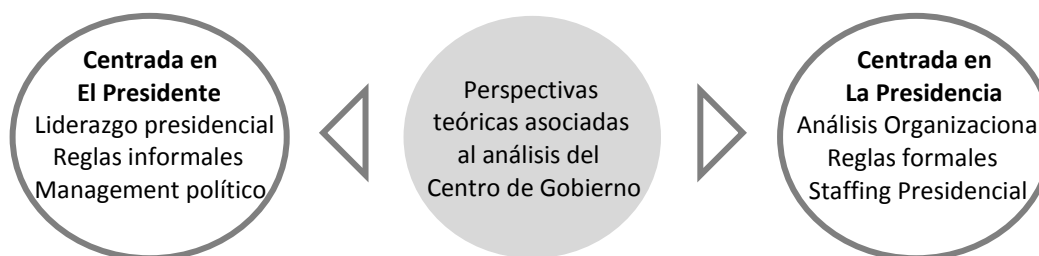 Centrada en
El Presidente
Liderazgo presidencial
Reglas informales
Management político
Perspectivas
teóricas asociadas
al análisis del
Centro de Gobierno
Centrada en
La Presidencia
Análisis Organizaciona
Reglas formales
Staffing Presidencial